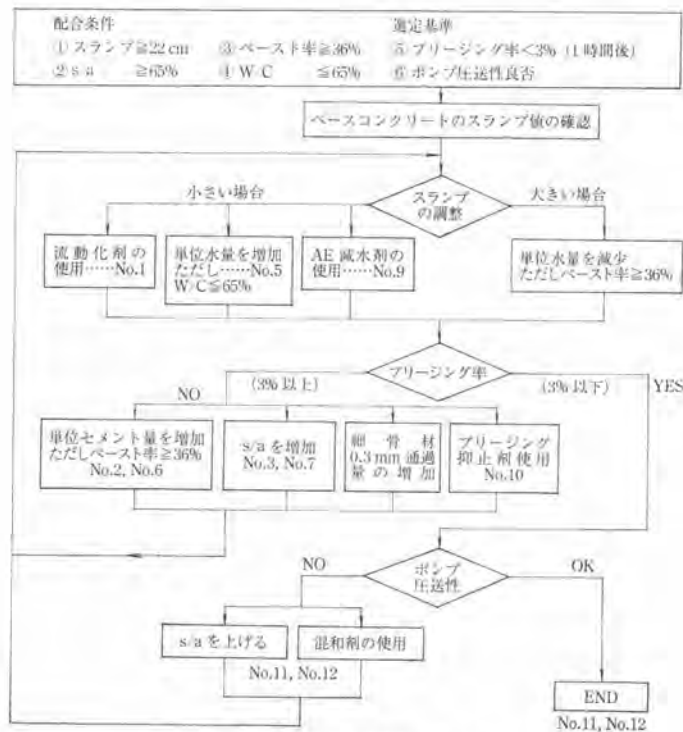 配合条件
選定基準
① スランプ≧22cm
③ ペースト率≧36%
⑤ ブリージング率<3% (1時間後)
② s a ≧65%
④ W C ≦65%
⑥ ポンプ圧送性良否
ベースコンクリートのスランプ値の確認
小さい場合
大きい場合
スランプ
の調整
流動化剤の
使用……No.1
単位水量を増加
ただし……No.5
W/C≦65%
AE減水剤の
使用……No.9
単位水量を減少
ただしペースト率≧36%
ブリージング率
NO
(3%以上)
(3%以下)
YES
単位セメント量を増加
ただしペースト率≧36%
No.2, No.6
s/aを増加
No.3, No.7
細骨材
0.3mm通過
量の増加
ブリージング
抑止剤使用
No.10
NO
ポンプ
圧送性
OK
s/aを上げる
混和剤の使用
No.11, No.12
END
No.11, No.12